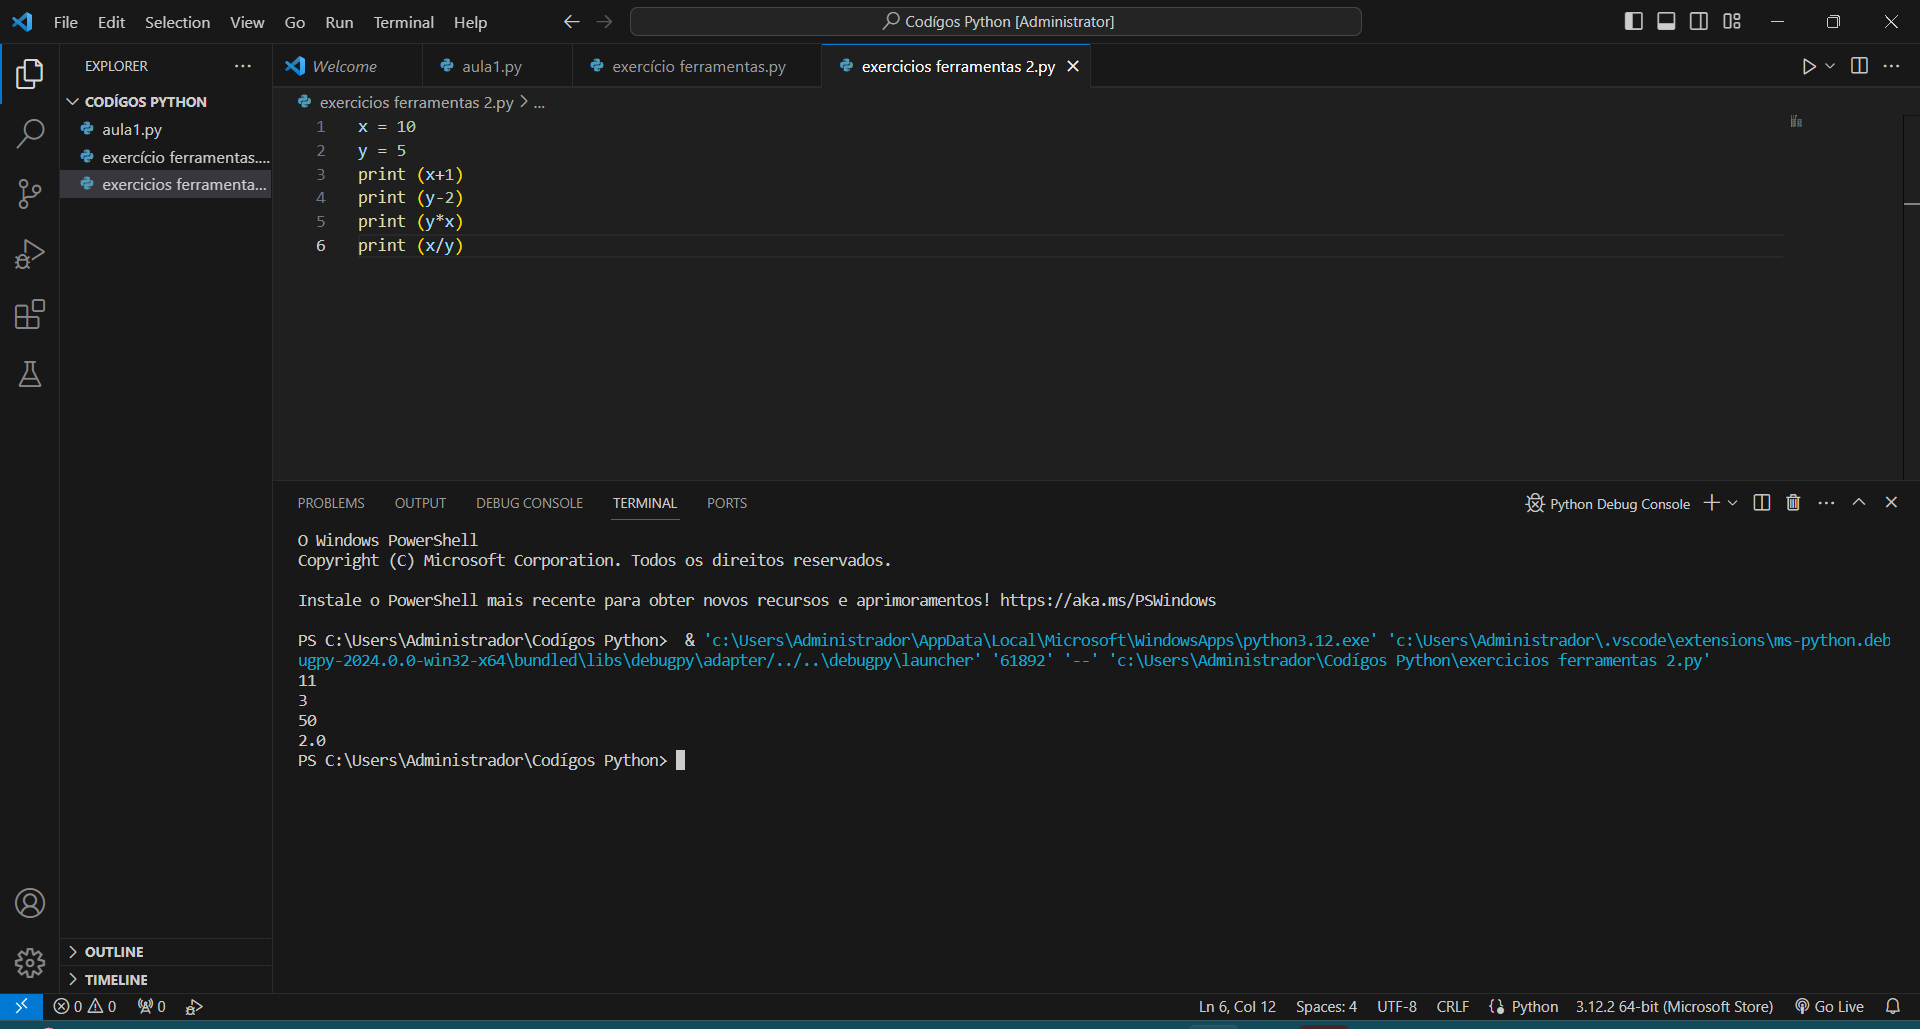 File Edit Selection View Go Run Terminal Help
Codígos Python [Administrator]
EXPLORER
CODÍGOS PYTHON
aula1.py
exercício ferramentas....
exercicios ferramenta...
OUTLINE
TIMELINE
Welcome
aula1.py
exercício ferramentas.py
exercicios ferramentas 2.py
exercicios ferramentas 2.py > ...
1 x = 10
2 y = 5
3 print (x+1)
4 print (y-2)
5 print (y*x)
6 print (x/y)
PROBLEMS OUTPUT DEBUG CONSOLE TERMINAL PORTS
Python Debug Console
O Windows PowerShell
Copyright (C) Microsoft Corporation. Todos os direitos reservados.
Instale o PowerShell mais recente para obter novos recursos e aprimoramentos! https://aka.ms/PSWindows
PS C:\Users\Administrador\Codígos Python>  & 'c:\Users\Administrador\AppData\Local\Microsoft\WindowsApps\python3.12.exe' 'c:\Users\Administrador\.vscode\extensions\ms-python.deb
ugpy-2024.0.0-win32-x64\bundled\libs\debugpy\adapter/../..\debugpy\launcher' '61892' '--' 'c:\Users\Administrador\Codígos Python\exercicios ferramentas 2.py'
11
3
50
2.0
PS C:\Users\Administrador\Codígos Python>
0 0 0
Ln 6, Col 12 Spaces: 4 UTF-8 CRLF Python 3.12.2 64-bit (Microsoft Store) Go Live